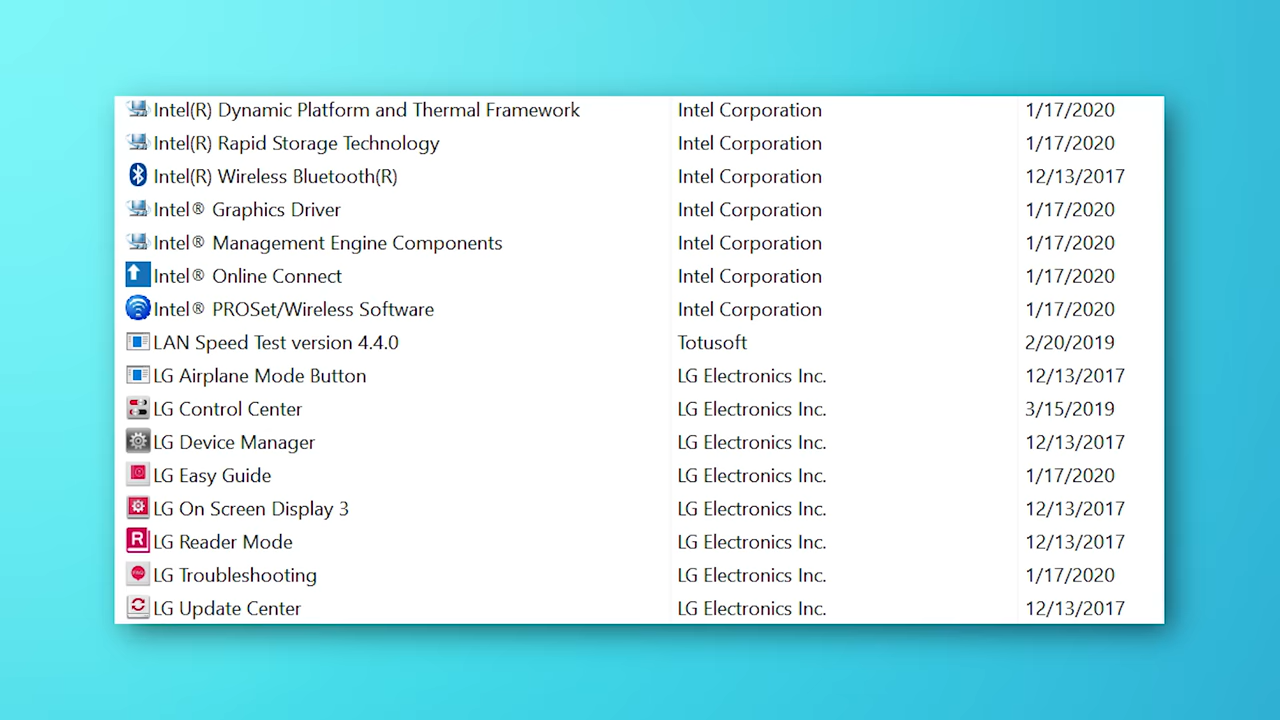 Intel(R) Dynamic Platform and Thermal Framework Intel Corporation 1/17/2020
Intel(R) Rapid Storage Technology Intel Corporation 1/17/2020
Intel(R) Wireless Bluetooth(R) Intel Corporation 12/13/2017
Intel® Graphics Driver Intel Corporation 1/17/2020
Intel® Management Engine Components Intel Corporation 1/17/2020
Intel® Online Connect Intel Corporation 1/17/2020
Intel® PROSet/Wireless Software Intel Corporation 1/17/2020
LAN Speed Test version 4.4.0 Totusoft 2/20/2019
LG Airplane Mode Button LG Electronics Inc. 12/13/2017
LG Control Center LG Electronics Inc. 3/15/2019
LG Device Manager LG Electronics Inc. 12/13/2017
LG Easy Guide LG Electronics Inc. 1/17/2020
LG On Screen Display 3 LG Electronics Inc. 12/13/2017
R LG Reader Mode LG Electronics Inc. 12/13/2017
FAQ LG Troubleshooting LG Electronics Inc. 1/17/2020
LG Update Center LG Electronics Inc. 12/13/2017